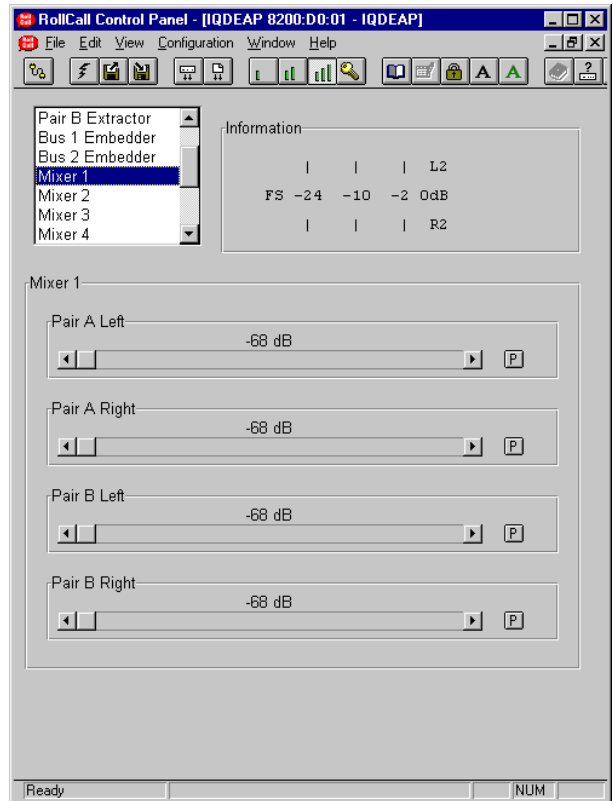 RollCall Control Panel - [IQDEAP 8200:D0:01 - IQDEAP]
File Edit View Configuration Window Help
A A
Pair B Extractor
Bus 1 Embedder
Bus 2 Embedder
Mixer 1
Mixer 2
Mixer 3
Mixer 4
Information
| | | L2
FS -24 -10 -2 0dB
| | | R2
Mixer 1
Pair A Left
-68 dB
P
Pair A Right
-68 dB
P
Pair B Left
-68 dB
P
Pair B Right
-68 dB
P
Ready NUM